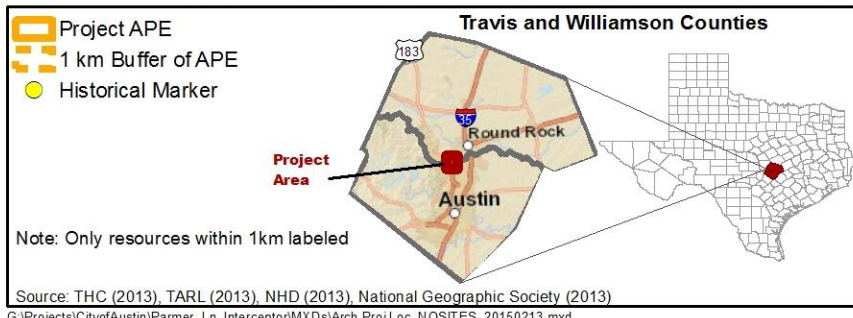 Project APE
1 km Buffer of APE
Historical Marker
Travis and Williamson Counties
183
35
Round Rock
Project
Area
Austin
Note: Only resources within 1km labeled
Source: THC (2013), TARL (2013), NHD (2013), National Geographic Society (2013)
G:\Projects\CityofAustin\Parmer_Ln_Interceptor\MXDs\Arch ProjLoc_NOSITES_20150213.mxd